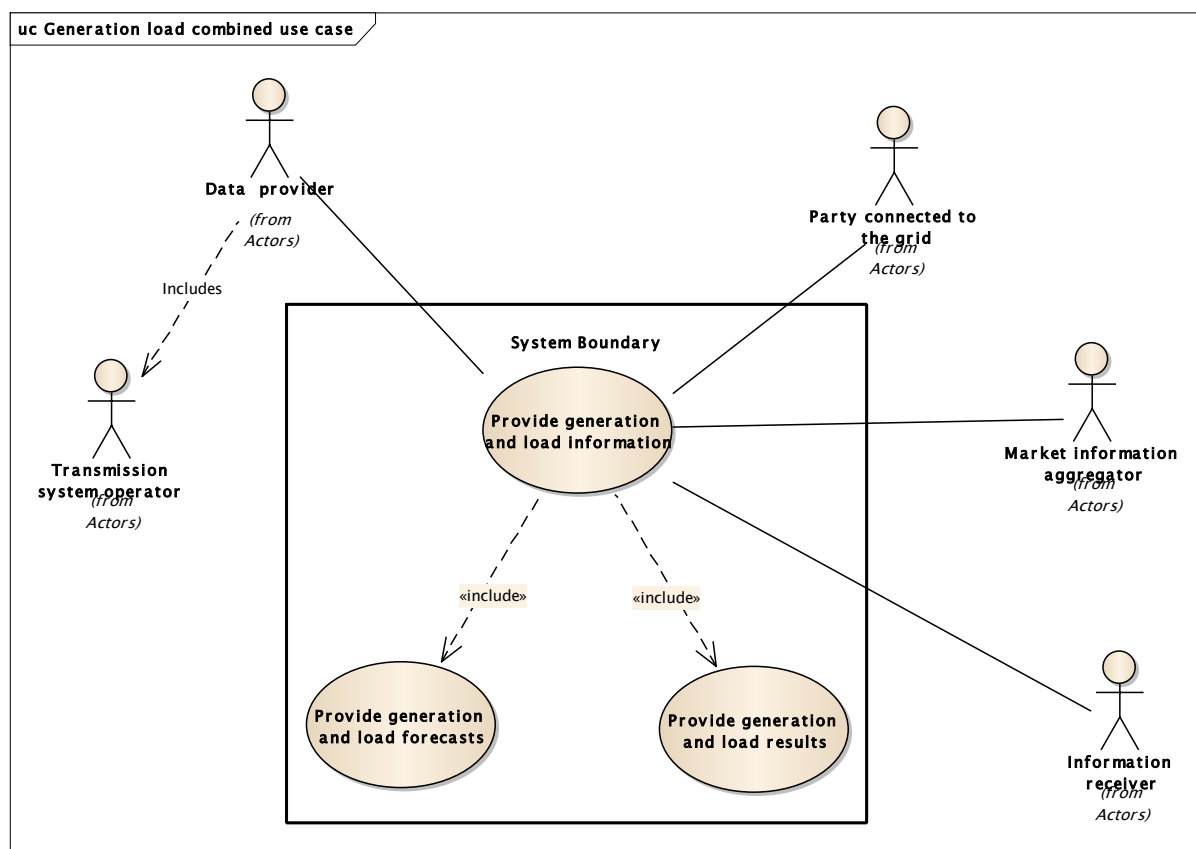 uc Generation load combined use case
Data provider
(from
Actors)
Party connected to
the grid
(from
Actors)
Includes
System Boundary
Transmission
system operator
(from
Actors)
Provide generation
and load information
Market information
aggregator
(from
Actors)
«include»
«include»
Provide generation
and load forecasts
Provide generation
and load results
Information
receiver
(from
Actors)